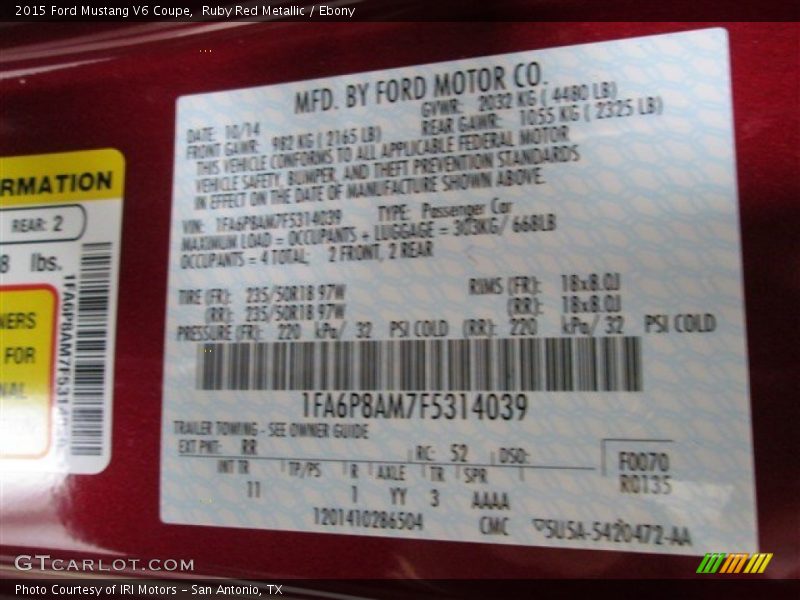 2015 Ford Mustang V6 Coupe, Ruby Red Metallic / Ebony
MFD. BY FORD MOTOR CO.
DATE: 10/14 GVWR: 2032 KG ( 4480 LB)
FRONT GAWR: 982 KG ( 2165 LB) REAR GAWR: 1055 KG ( 2325 LB)
THIS VEHICLE CONFORMS TO ALL APPLICABLE FEDERAL MOTOR
VEHICLE SAFETY, BUMPER, AND THEFT PREVENTION STANDARDS
IN EFFECT ON THE DATE OF MANUFACTURE SHOWN ABOVE.
VIN: 1FA6P8AM7F5314039 TYPE: Passenger Car
MAXIMUM LOAD = OCCUPANTS + LUGGAGE = 303KG/ 668LB
OCCUPANTS = 4 TOTAL; 2 FRONT, 2 REAR
TIRE (FR): 235/50R18 97W RIMS (FR): 18x8.0J
(RR): 235/50R18 97W (RR): 18x8.0J
PRESSURE (FR): 220 kPa/ 32 PSI COLD (RR): 220 kPa/ 32 PSI COLD
1FA6P8AM7F5314039
TRAILER TOWING - SEE OWNER GUIDE
EXT PNT: RR RC: 52 DSO: F0070
INT TR TP/PS R AXLE TR SPR R0135
11 1 YY 3 AAAA
1201410286504 CMC 5U5A-5420472-AA
RMATION
REAR: 2
8 lbs.
NERS
FOR
NAL
1FA6P8AM7F5314039
GTCARLOT.COM
Photo Courtesy of IRI Motors – San Antonio, TX